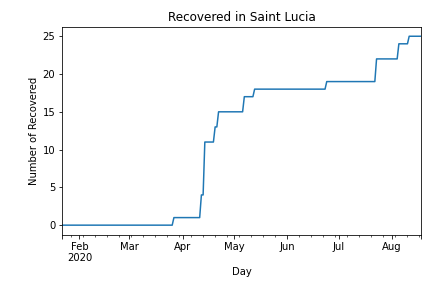 Recovered in Saint Lucia
Number of Recovered
25
20
15
10
5
0
Feb Mar Apr May Jun Jul Aug
2020
Day